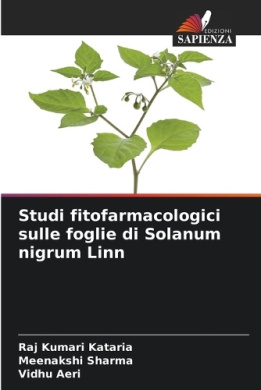 EDIZIONI
SAPIENZA
Studi fitofarmacologici
sulle foglie di Solanum
nigrum Linn
Raj Kumari Kataria
Meenakshi Sharma
Vidhu Aeri